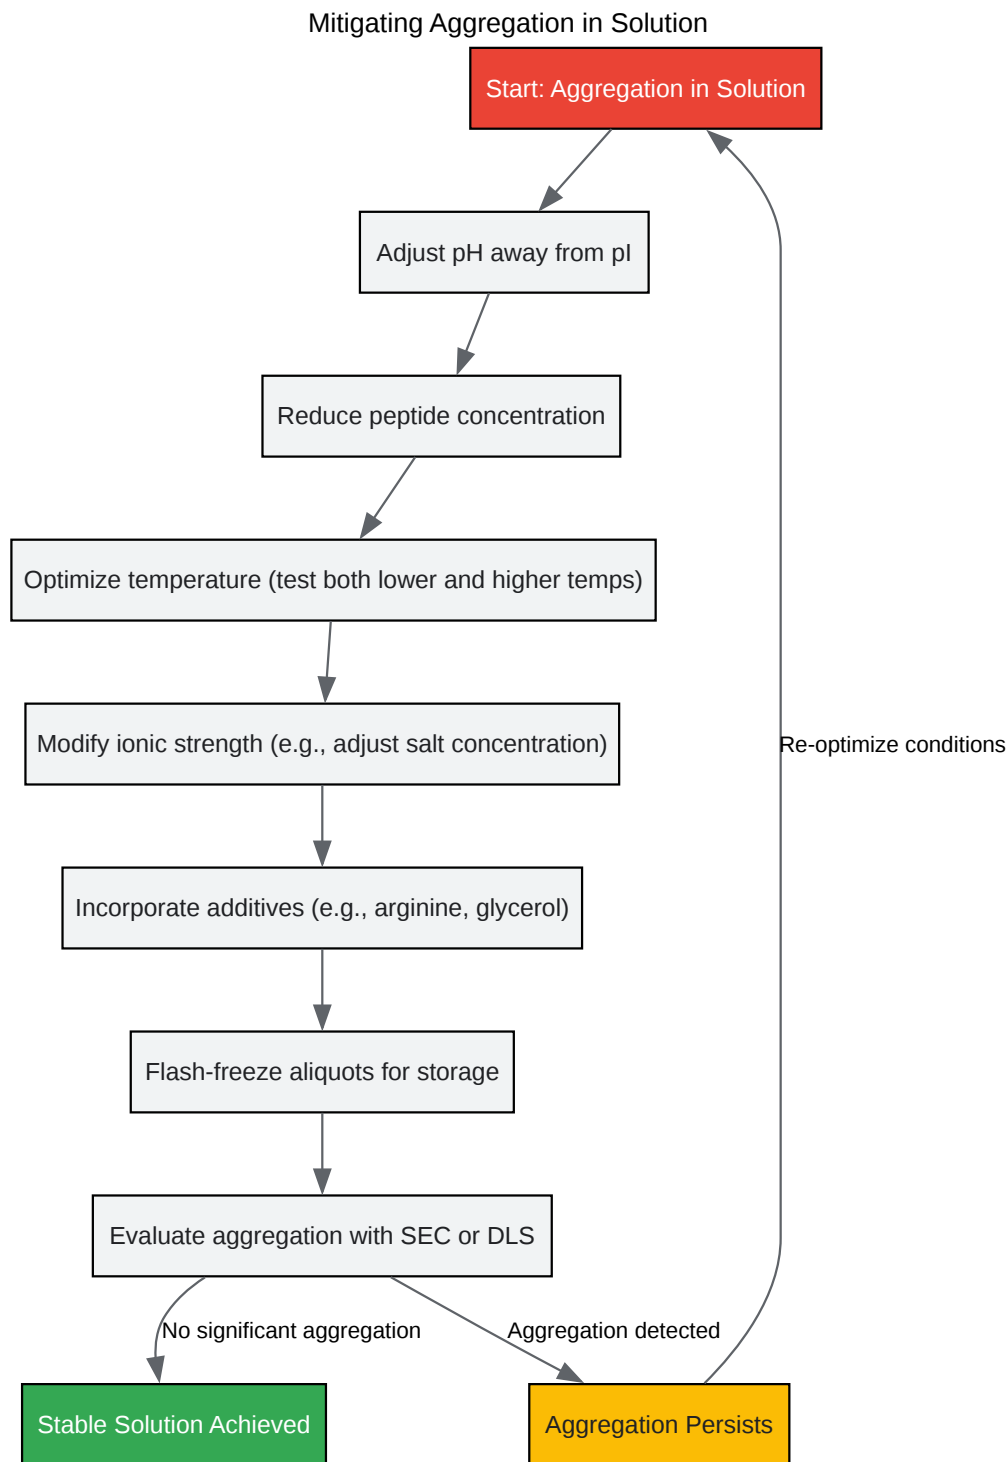 Mitigating Aggregation in Solution
Start: Aggregation in Solution
Adjust pH away from pI
Reduce peptide concentration
Optimize temperature (test both lower and higher temps)
Modify ionic strength (e.g., adjust salt concentration)
Re-optimize conditions
Incorporate additives (e.g., arginine, glycerol)
Flash-freeze aliquots for storage
Evaluate aggregation with SEC or DLS
No significant aggregation
Aggregation detected
Stable Solution Achieved
Aggregation Persists